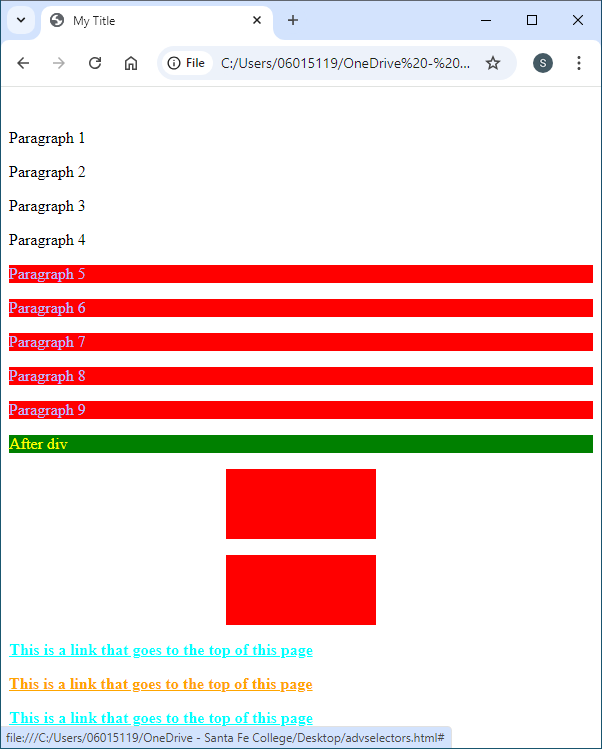 My Title
File C:/Users/06015119/OneDrive%20-%20... S
Paragraph 1
Paragraph 2
Paragraph 3
Paragraph 4
Paragraph 5
Paragraph 6
Paragraph 7
Paragraph 8
Paragraph 9
After div
This is a link that goes to the top of this page
This is a link that goes to the top of this page
This is a link that goes to the top of this page
file:///C:/Users/06015119/OneDrive - Santa Fe College/Desktop/advselectors.html#